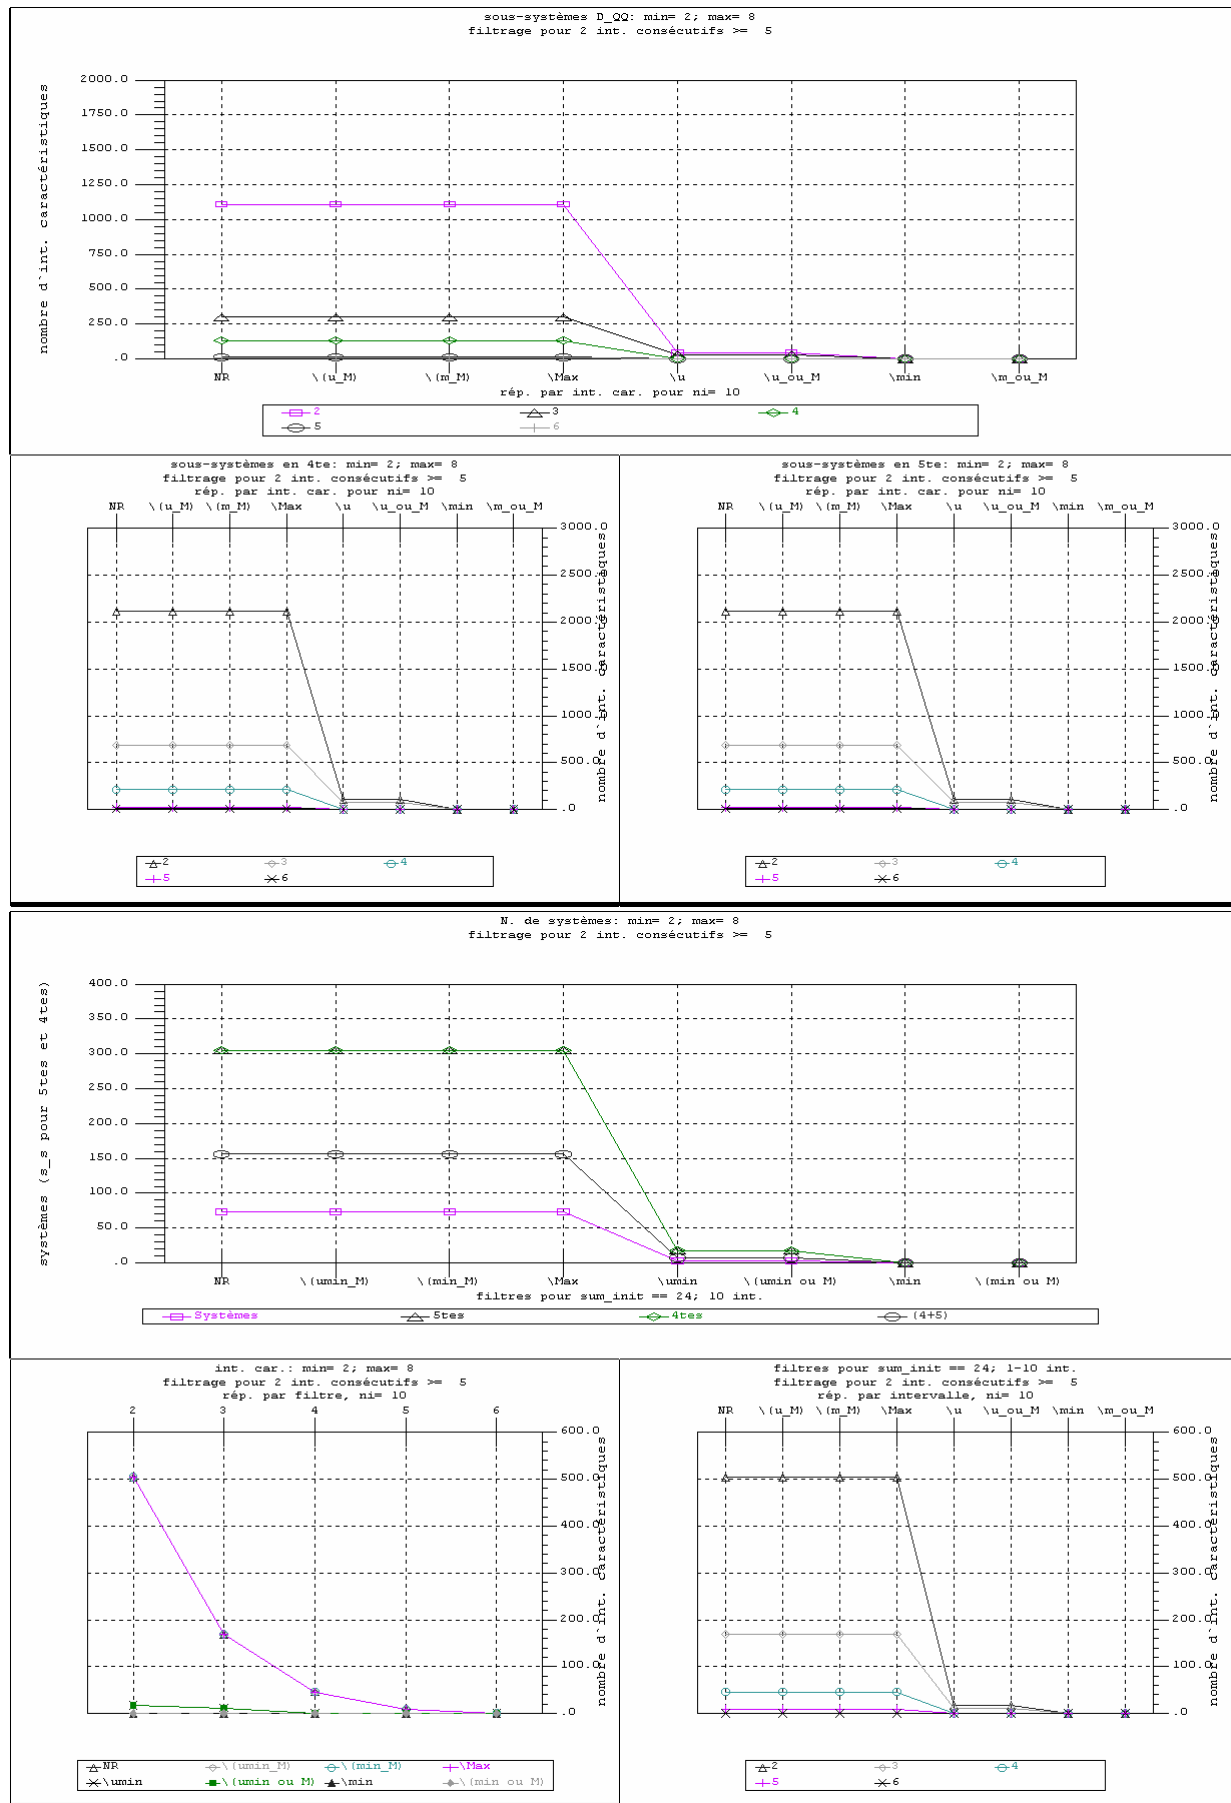 sous-systèmes D_QQ: min= 2; max= 8
filtrage pour 2 int. consécutifs >= 5
nombre d`int. caractéristiques
2000.0
1750.0
1500.0
1250.0
1000.0
750.0
500.0
250.0
.0
NR \(u_M) \(m_M) \Max \u \u_ou_M \min \m_ou_M
rép. par int. car. pour ni= 10
2 3 4
5 6
sous-systèmes en 4te: min= 2; max= 8
filtrage pour 2 int. consécutifs >= 5
rép. par int. car. pour ni= 10
NR \(u_M) \(m_M) \Max \u \u_ou_M \min \m_ou_M
3000.0
2500.0
2000.0
1500.0
1000.0
500.0
.0
nombre d`int. caractéristiques
2 3 4
5 6
sous-systèmes en 5te: min= 2; max= 8
filtrage pour 2 int. consécutifs >= 5
rép. par int. car. pour ni= 10
NR \(u_M) \(m_M) \Max \u \u_ou_M \min \m_ou_M
3000.0
2500.0
2000.0
1500.0
1000.0
500.0
.0
nombre d`int. caractéristiques
2 3 4
5 6
N. de systèmes: min= 2; max= 8
filtrage pour 2 int. consécutifs >= 5
systèmes (s_s pour 5tes et 4tes)
400.0
350.0
300.0
250.0
200.0
150.0
100.0
50.0
.0
NR \(umin_M) \(min_M) \Max \umin \(umin ou M) \min \(min ou M)
filtres pour sum_init == 24; 10 int.
Systèmes 5tes 4tes (4+5)
int. car.: min= 2; max= 8
filtrage pour 2 int. consécutifs >= 5
rép. par filtre, ni= 10
2 3 4 5 6
600.0
500.0
400.0
300.0
200.0
100.0
.0
nombre d`int. caractéristiques
NR \(umin_M) \(min_M) \Max
\umin \(umin ou M) \min \(min ou M)
filtres pour sum_init == 24; 1-10 int.
filtrage pour 2 int. consécutifs >= 5
rép. par intervalle, ni= 10
NR \(u_M) \(m_M) \Max \u \u_ou_M \min \m_ou_M
600.0
500.0
400.0
300.0
200.0
100.0
.0
nombre d`int. caractéristiques
2 3 4
5 6